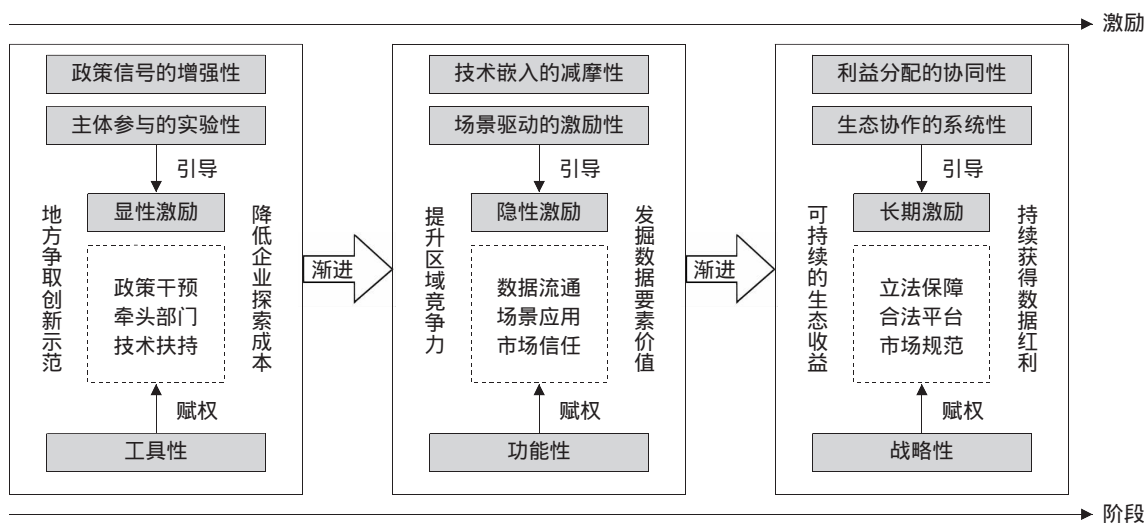 激励
政策信号的增强性
主体参与的实验性
引导
显性激励
地方争取创新示范
政策干预
牵头部门
技术扶持
降低企业探索成本
赋权
工具性
渐进
技术嵌入的减摩性
场景驱动的激励性
引导
隐性激励
提升区域竞争力
数据流通
场景应用
市场信任
发掘数据要素价值
赋权
功能性
渐进
利益分配的协同性
生态协作的系统性
引导
长期激励
可持续的生态收益
立法保障
合法平台
市场规范
持续获得数据红利
赋权
战略性
阶段